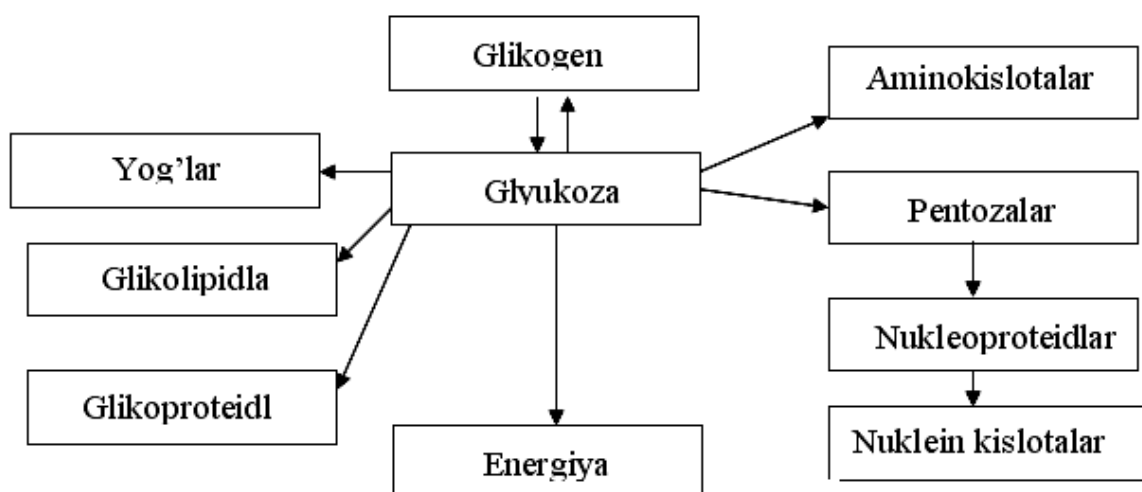 Glikogen
Aminokislotalar
Yog’lar
Glyukoza
Pentozalar
Glikolipidla
Nukleoproteidlar
Glikoproteidl
Nuklein kislotalar
Energiya